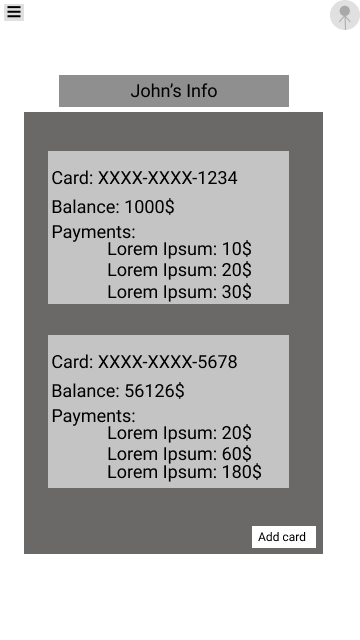 John’s Info
Card: XXXX-XXXX-1234
Balance: 1000$
Payments:
Lorem Ipsum: 10$
Lorem Ipsum: 20$
Lorem Ipsum: 30$
Card: XXXX-XXXX-5678
Balance: 56126$
Payments:
Lorem Ipsum: 20$
Lorem Ipsum: 60$
Lorem Ipsum: 180$
Add card